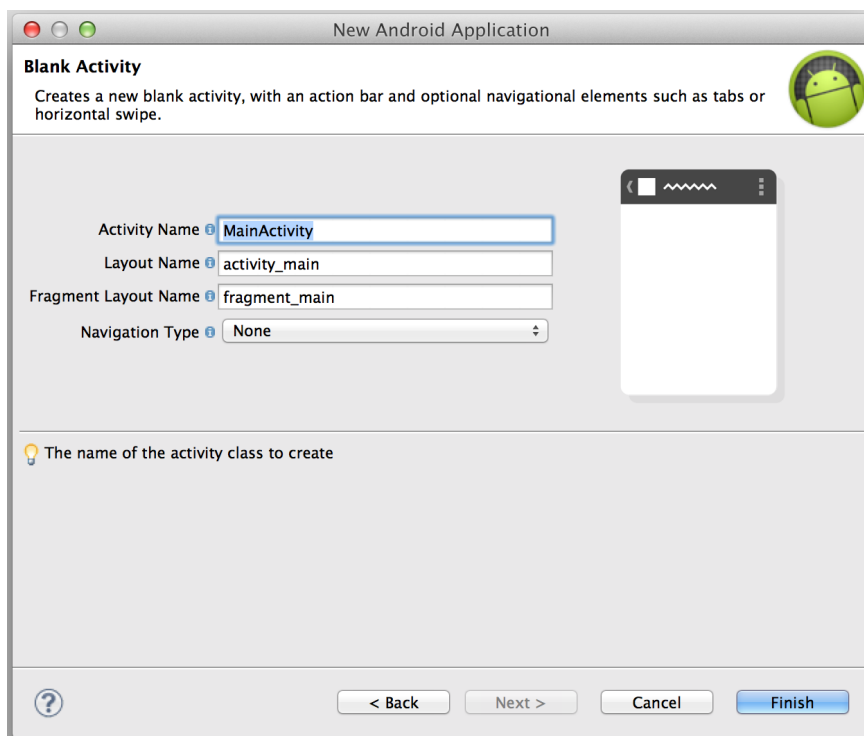 New Android Application
Blank Activity
Creates a new blank activity, with an action bar and optional navigational elements such as tabs or
horizontal swipe.
Activity Name MainActivity
Layout Name activity_main
Fragment Layout Name fragment_main
Navigation Type None
The name of the activity class to create
? < Back Next > Cancel Finish